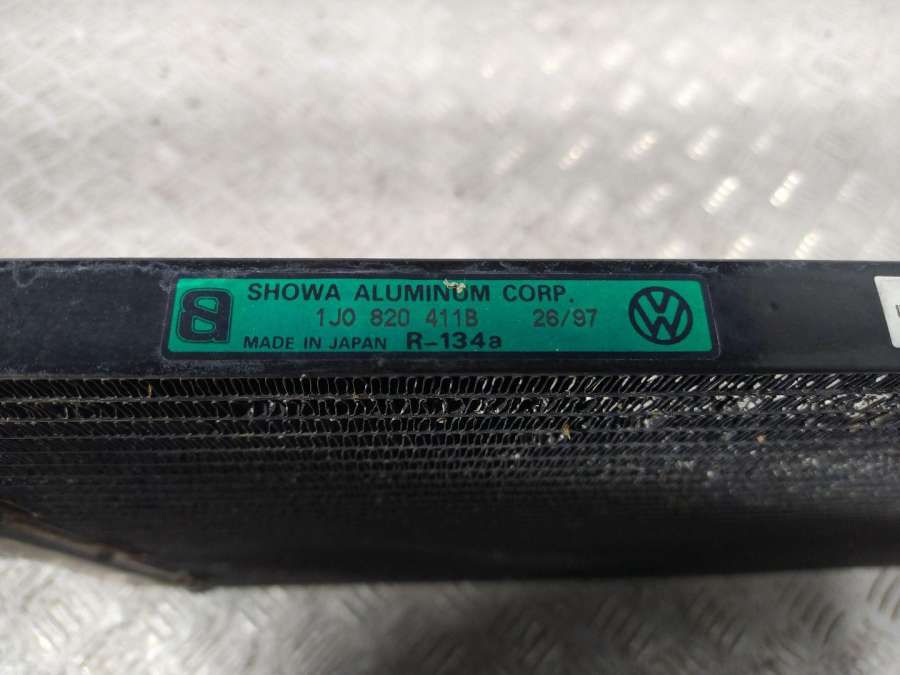 SHOWA ALUMINUM CORP.
1J0 820 411B 26/97
MADE IN JAPAN R-134a